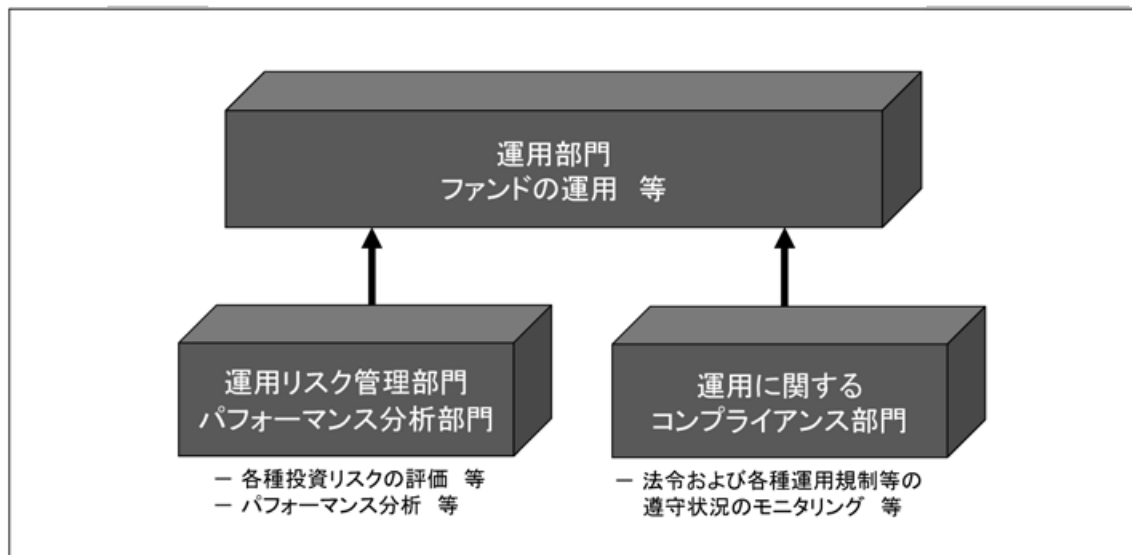 運用部門
ファンドの運用　等
運用リスク管理部門
パフォーマンス分析部門
－ 各種投資リスクの評価　等
－ パフォーマンス分析　等
運用に関する
コンプライアンス部門
－ 法令および各種運用規制等の
遵守状況のモニタリング　等